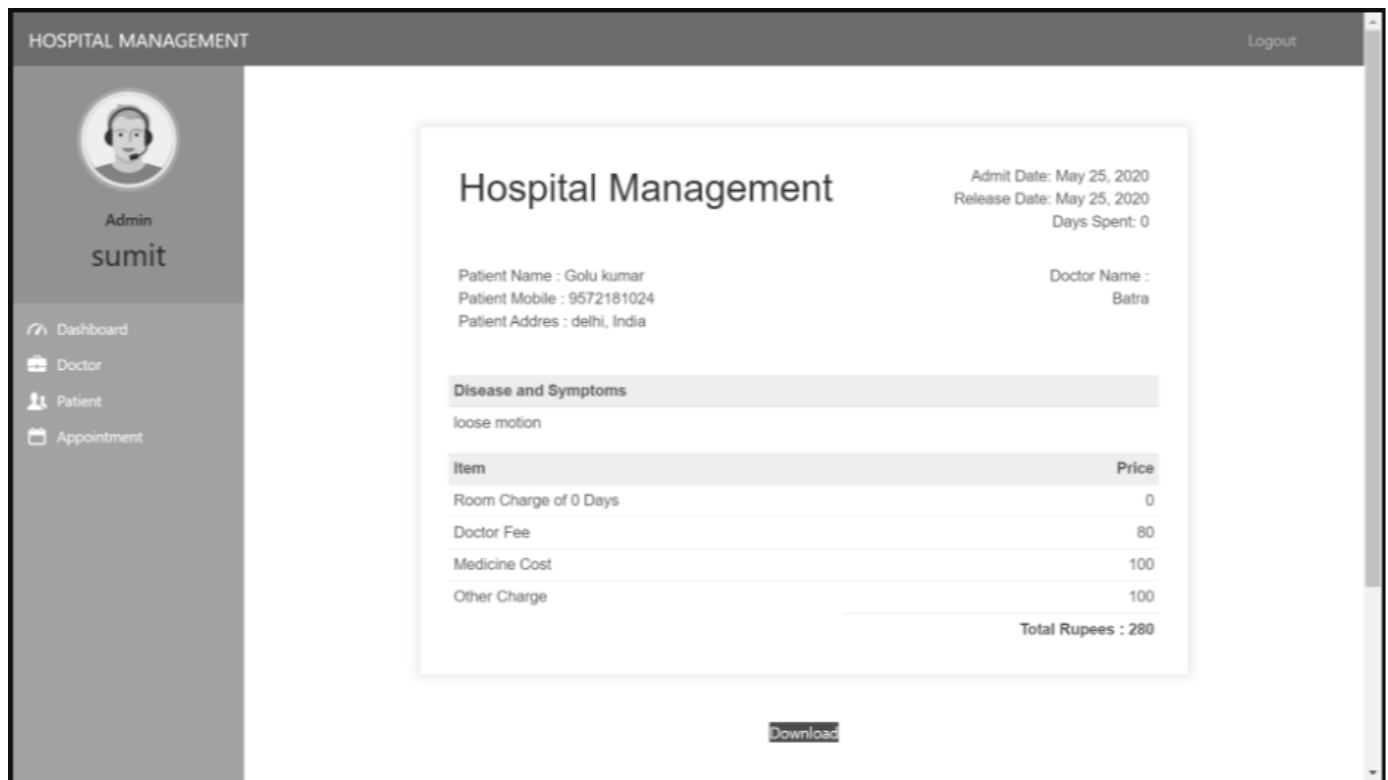 HOSPITAL MANAGEMENT
Logout
Admin
sumit
Dashboard
Doctor
Patient
Appointment
Hospital Management
Admit Date: May 25, 2020
Release Date: May 25, 2020
Days Spent: 0
Patient Name : Golu kumar
Patient Mobile : 9572181024
Patient Addres : delhi, India
Doctor Name :
Batra
Disease and Symptoms
loose motion
Item Price
Room Charge of 0 Days 0
Doctor Fee 80
Medicine Cost 100
Other Charge 100
Total Rupees : 280
Download